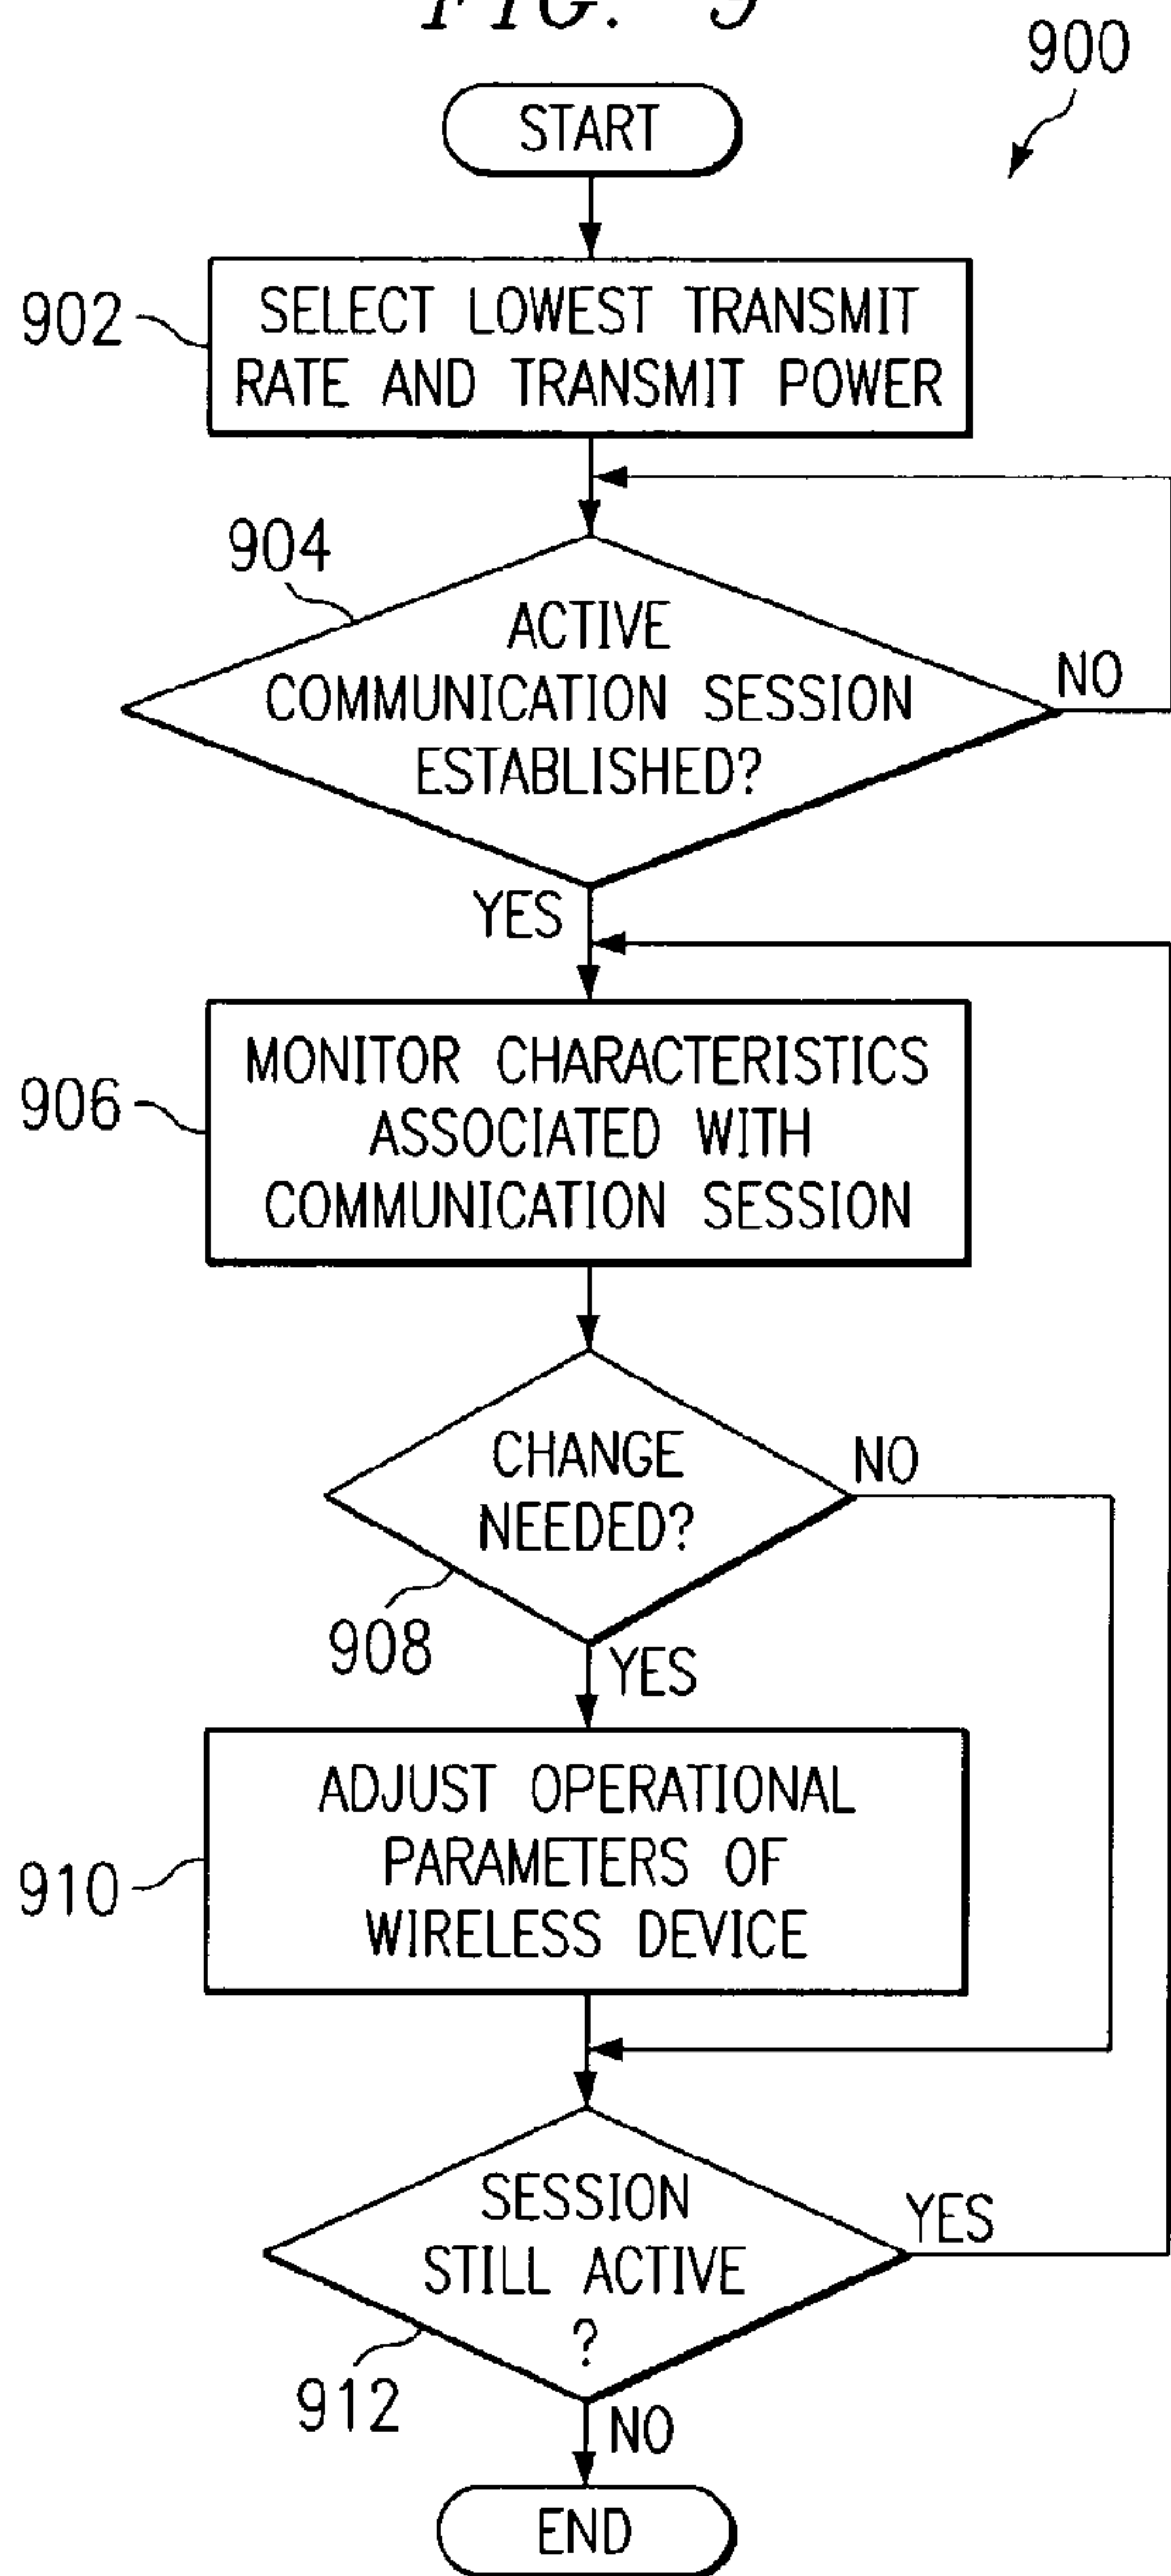 FIG. 9
900
START
902
SELECT LOWEST TRANSMIT
RATE AND TRANSMIT POWER
904
ACTIVE
COMMUNICATION SESSION
ESTABLISHED?
NO
YES
906
MONITOR CHARACTERISTICS
ASSOCIATED WITH
COMMUNICATION SESSION
CHANGE
NEEDED?
NO
908
YES
910
ADJUST OPERATIONAL
PARAMETERS OF
WIRELESS DEVICE
SESSION
STILL ACTIVE
?
YES
912
NO
END